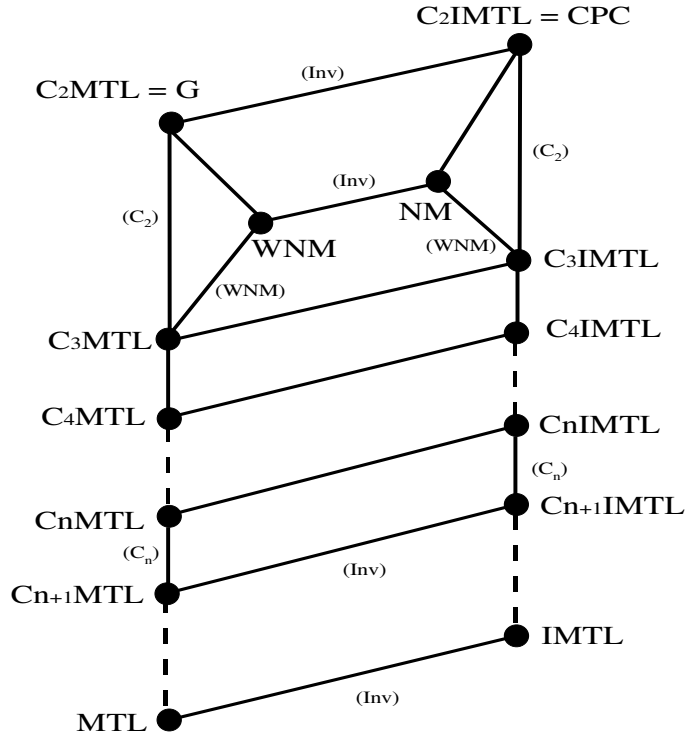 C₂IMTL = CPC
(Inv)
C₂MTL = G
(C₂)
(Inv)
NM
(C₂)
WNM
(WNM)
C₃IMTL
(WNM)
C₃MTL
C₄IMTL
C₄MTL
CnIMTL
(Cₙ)
CnMTL
Cn+1IMTL
(Cₙ)
(Inv)
Cn+1MTL
IMTL
(Inv)
MTL